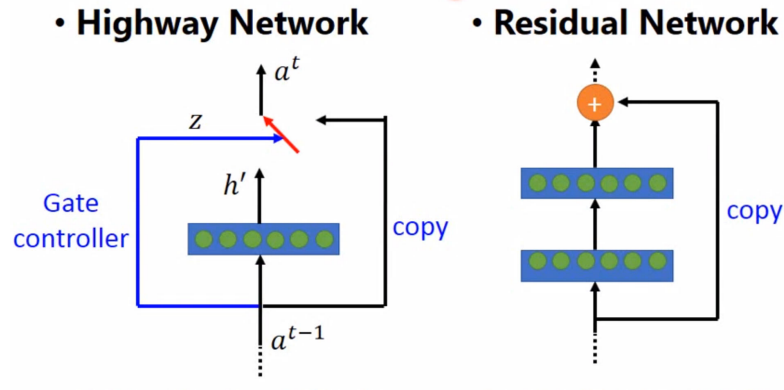 • Highway Network
a^t
z
h′
Gate
controller
copy
a^{t−1}
• Residual Network
+
copy